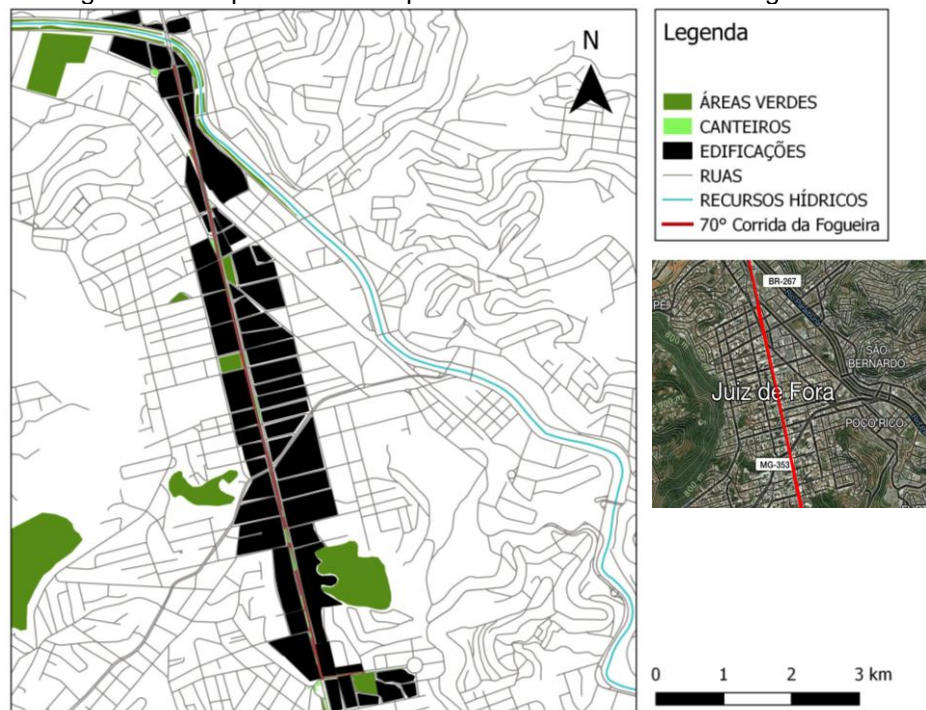 N
Legenda
ÁREAS VERDES
CANTEIROS
EDIFICAÇÕES
RUAS
RECURSOS HÍDRICOS
70° Corrida da Fogueira
BR-267
SÃO
BERNARDO
Juiz de Fora
POÇO RICO
MG-353
0 1 2 3 km